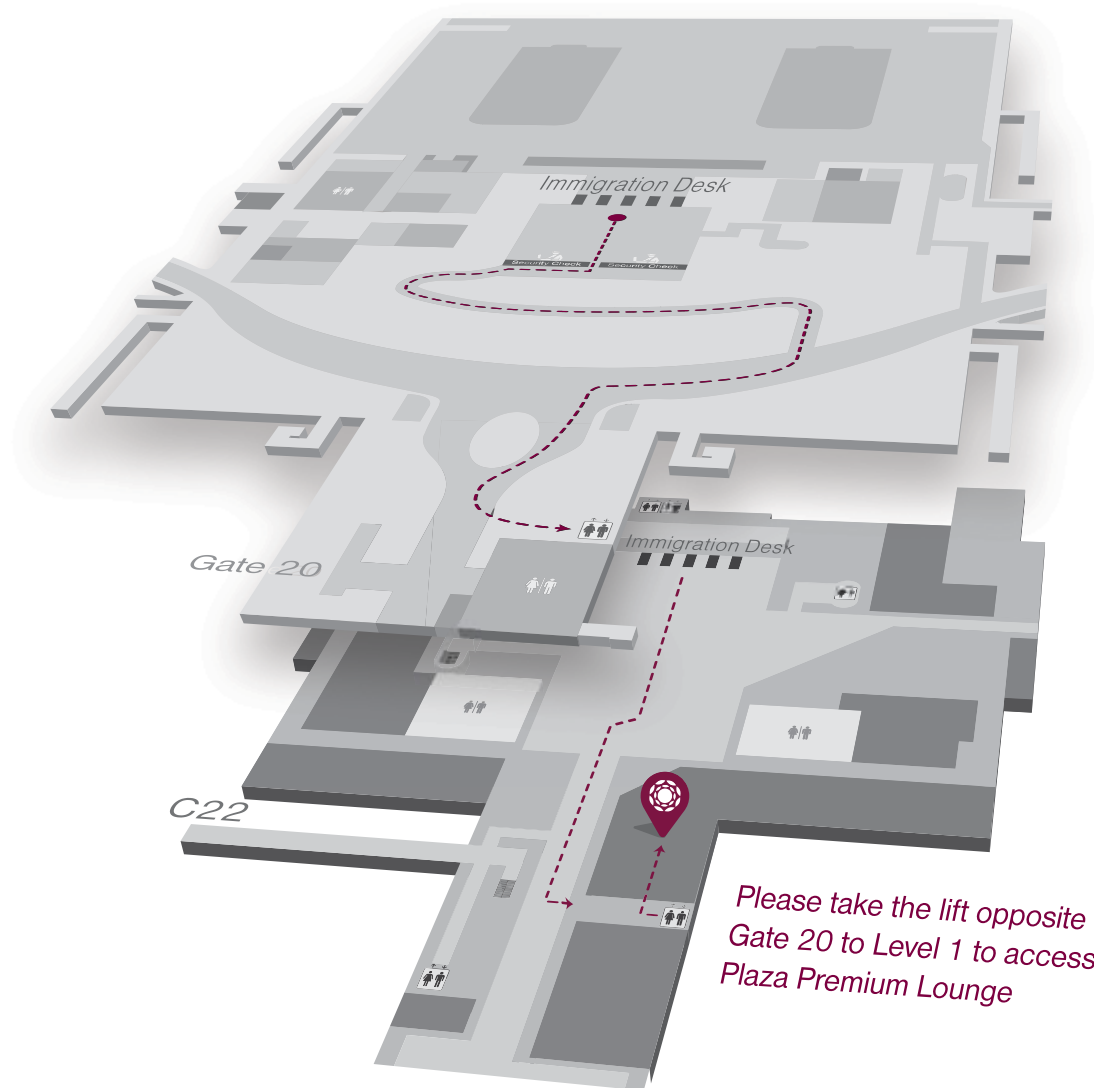 Immigration Desk
Security Check
Security Check
Gate 20
Immigration Desk
C22
Please take the lift opposite
Gate 20 to Level 1 to access
Plaza Premium Lounge